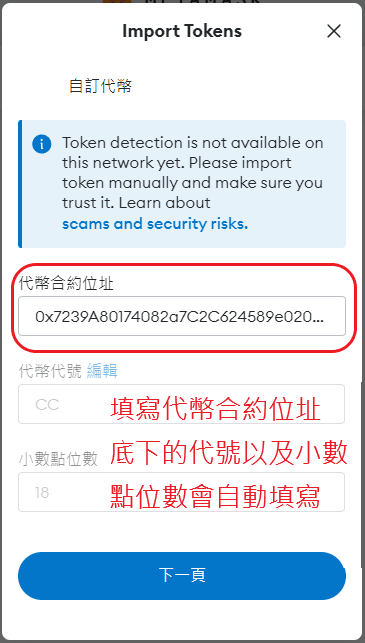 Import Tokens
自訂代幣
Token detection is not available on
this network yet. Please import
token manually and make sure you
trust it. Learn about
scams and security risks.
代幣合約位址
0x7239A80174082a7C2C624589e020...
代幣代號 編輯
CC
填寫代幣合約位址
底下的代號以及小數
小數點位數
18
點位數會自動填寫
下一頁